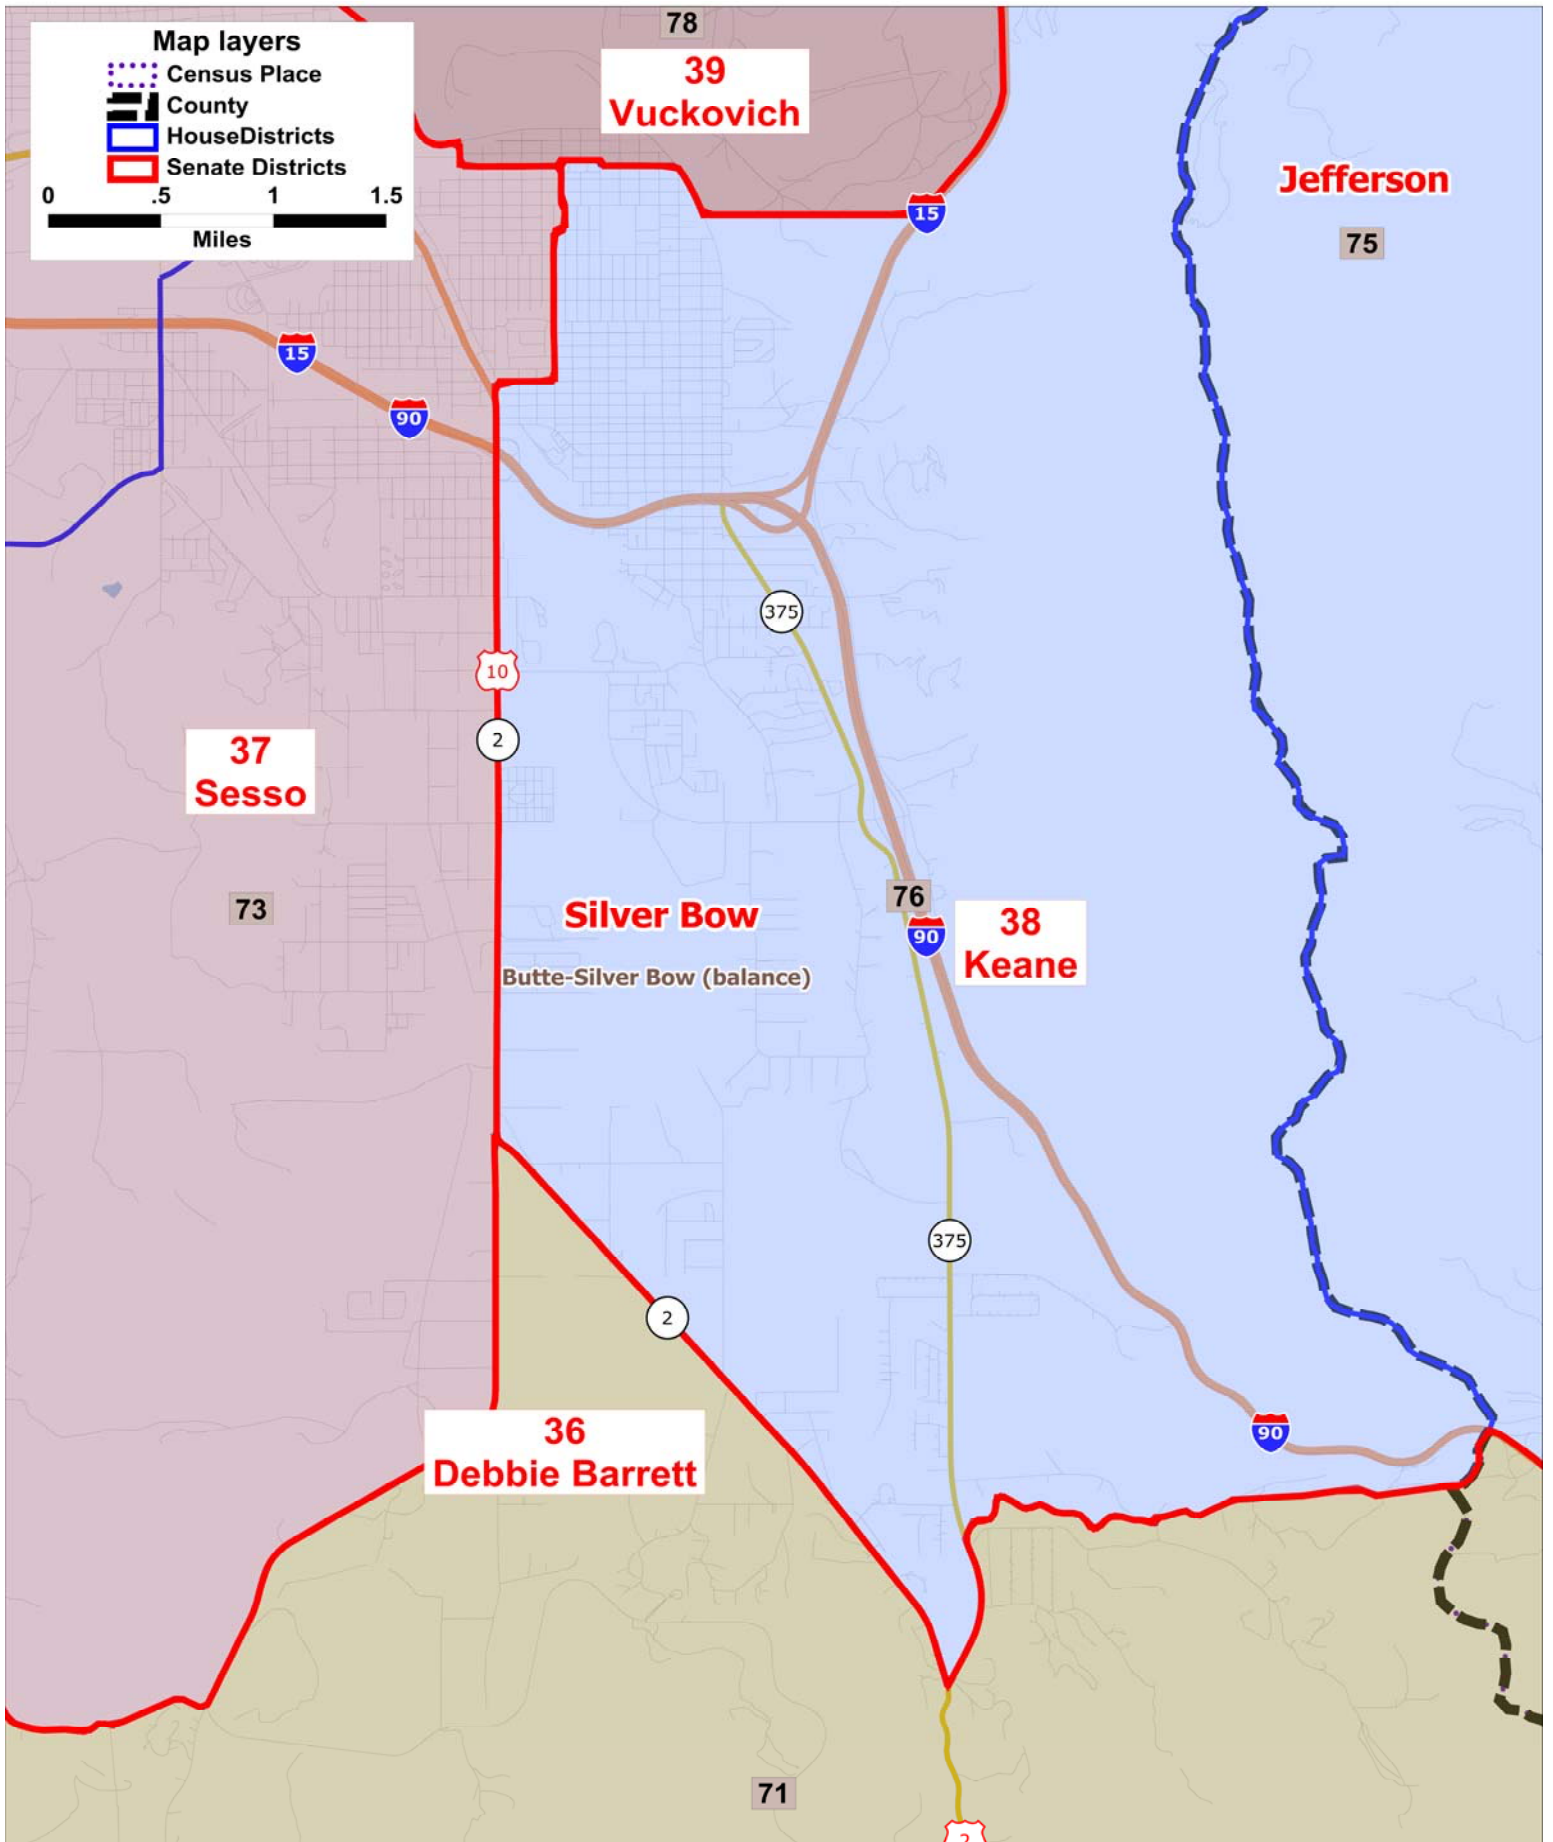 78
Map layers
Census Place
County
HouseDistricts
Senate Districts
0 .5 1 1.5
Miles
39
Vuckovich
15
Jefferson
75
15
90
375
10
2
37
Sesso
73
76
Silver Bow
90
38
Keane
Butte-Silver Bow (balance)
375
2
36
Debbie Barrett
90
71
2